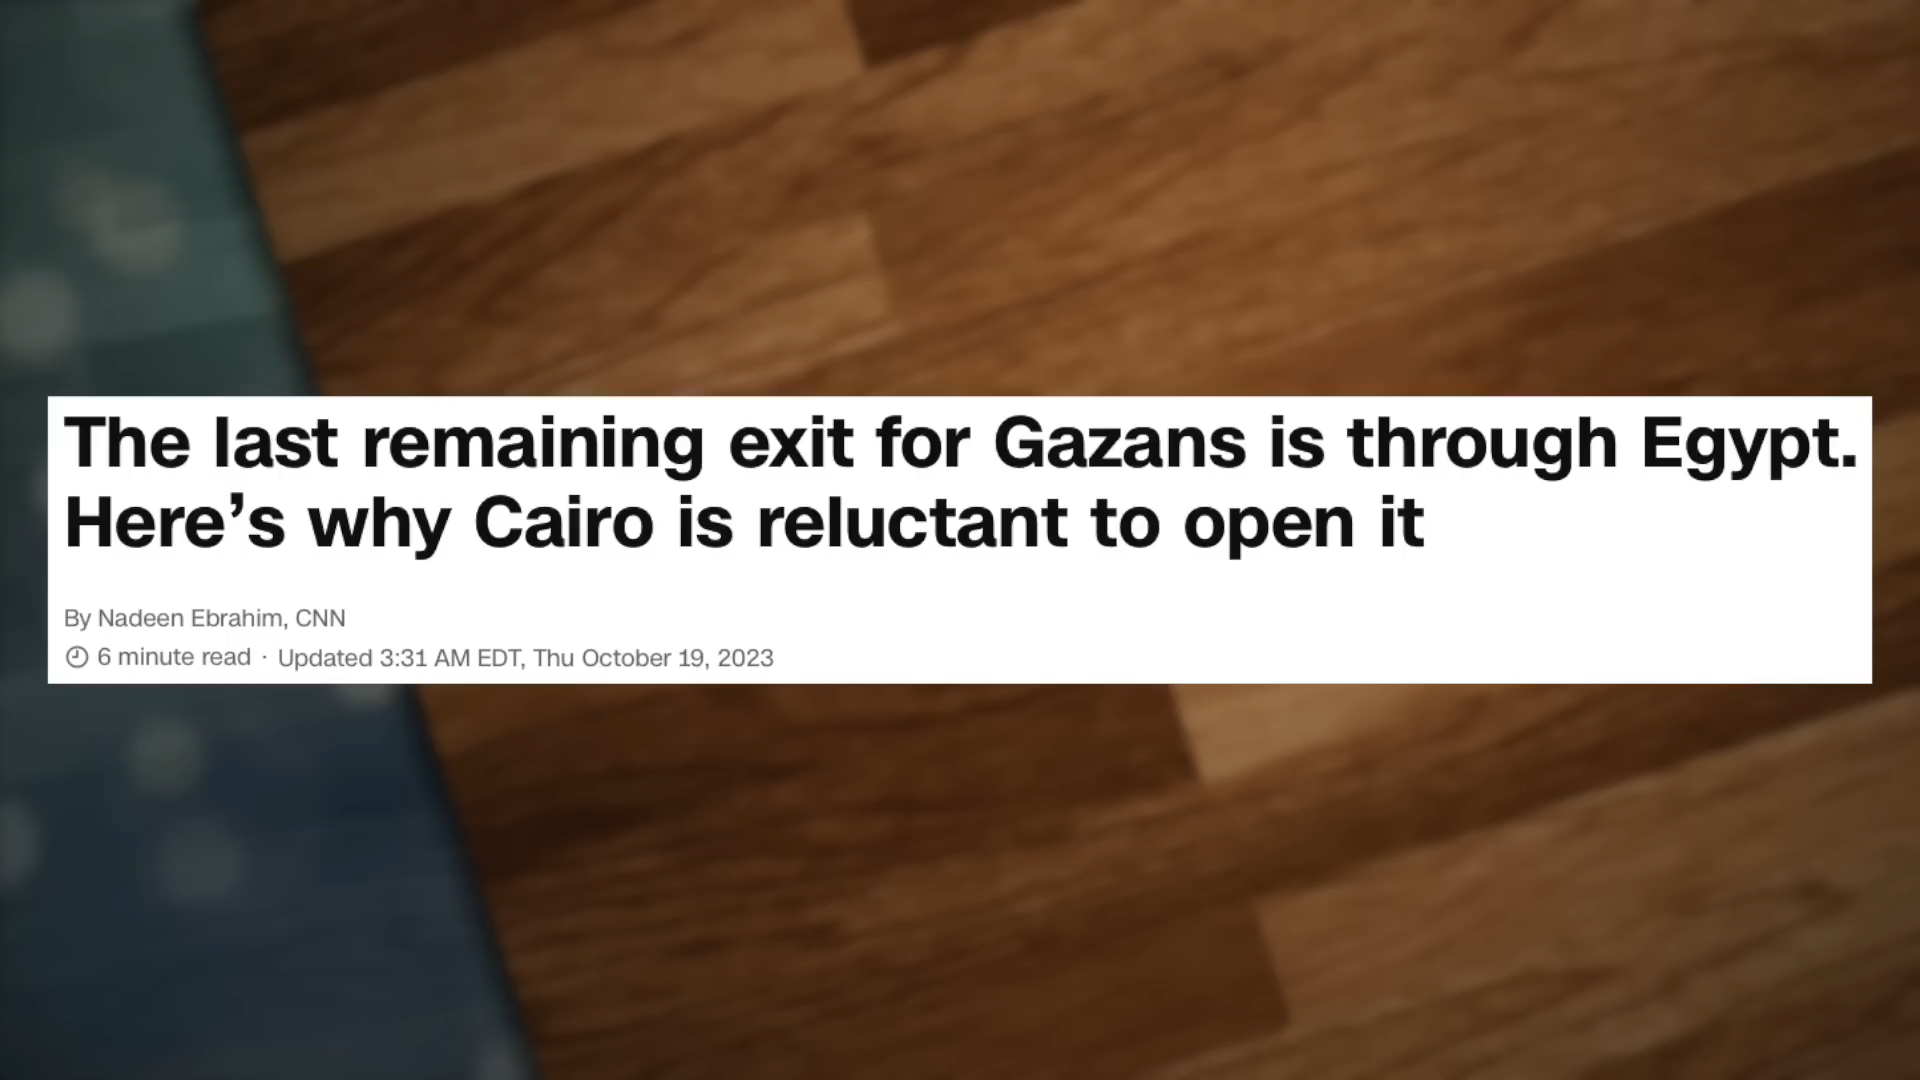 The last remaining exit for Gazans is through Egypt.
Here’s why Cairo is reluctant to open it
By Nadeen Ebrahim, CNN
6 minute read · Updated 3:31 AM EDT, Thu October 19, 2023